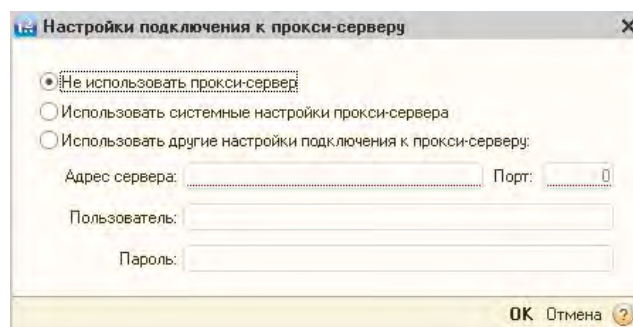 Настройки подключения к прокси-серверу
Не использовать прокси-сервер
Использовать системные настройки прокси-сервера
Использовать другие настройки подключения к прокси-серверу:
Адрес сервера: Порт: 0
Пользователь:
Пароль:
OK Отмена ?